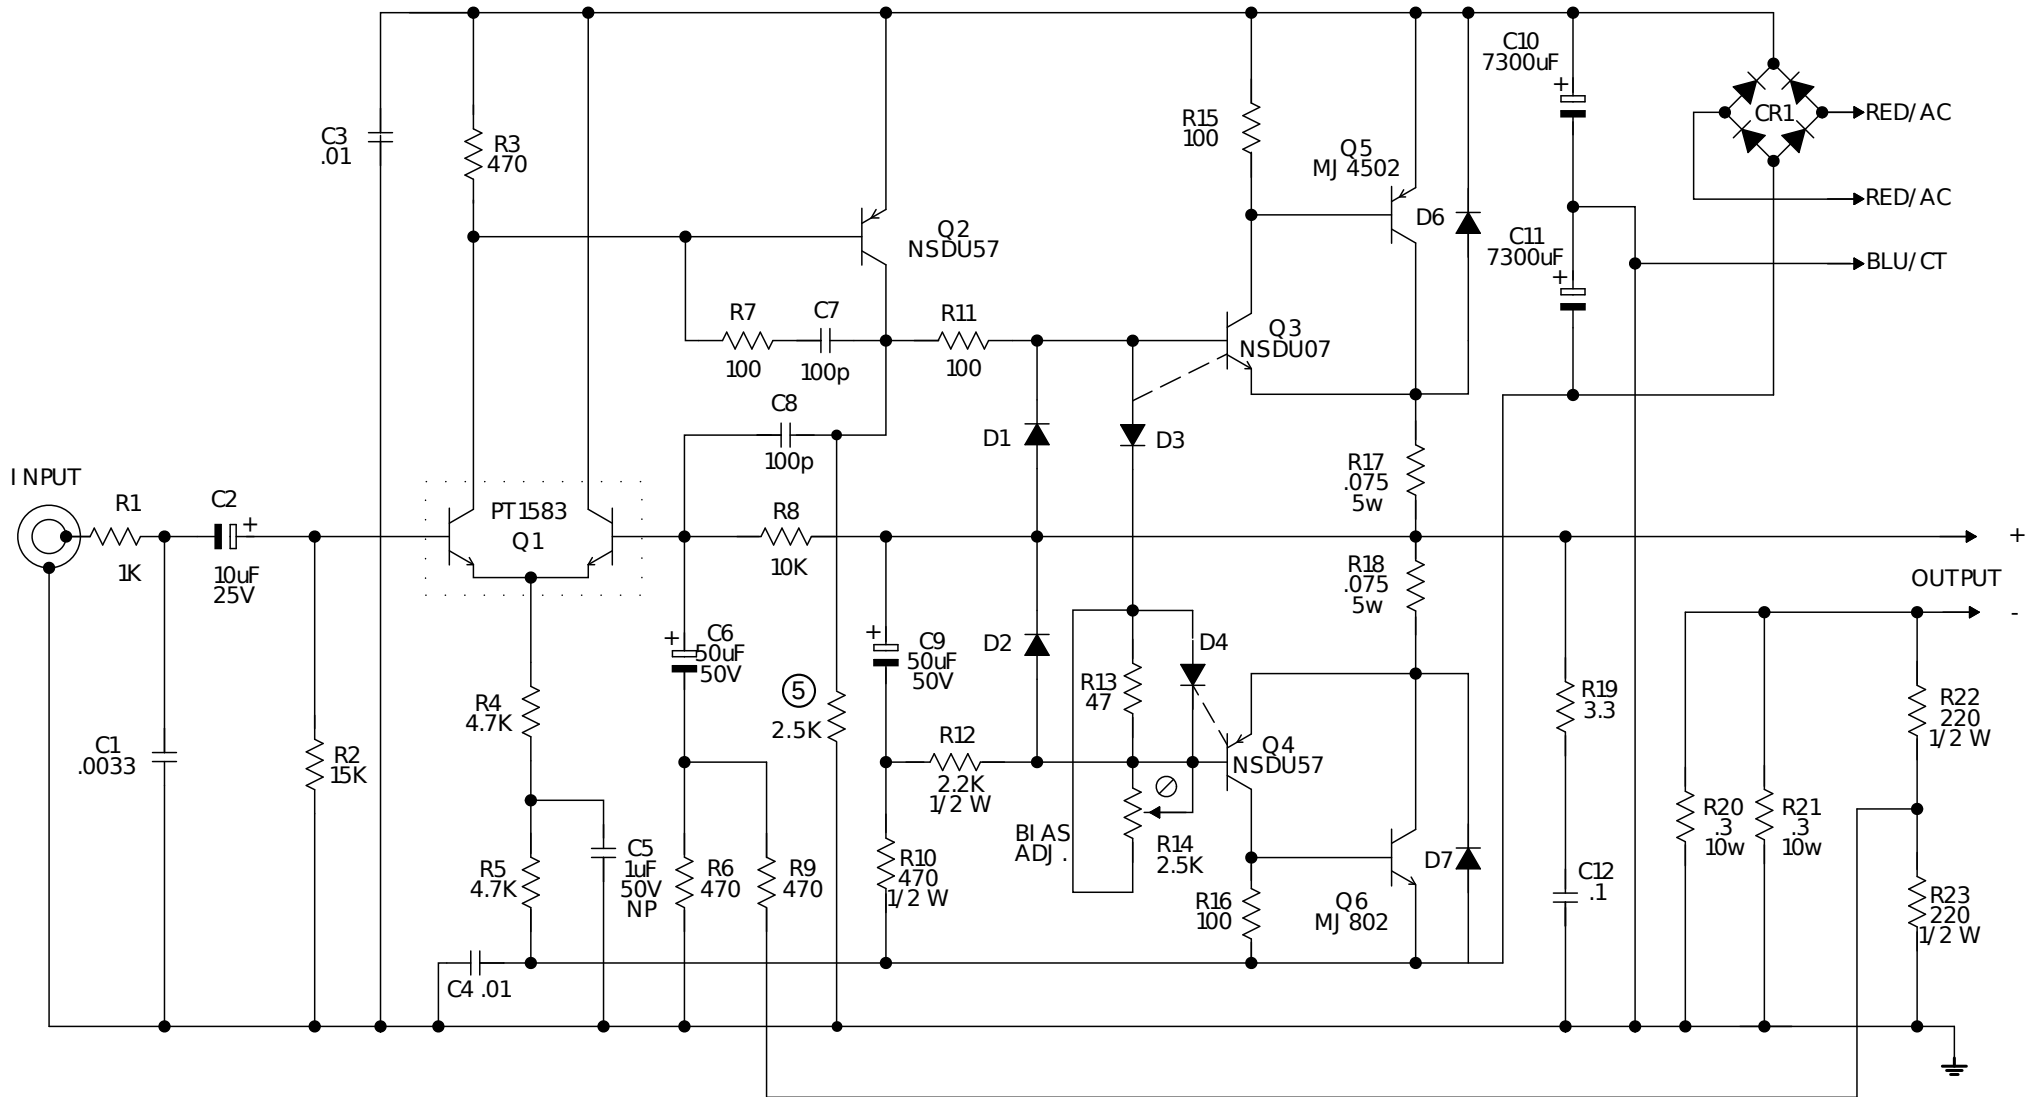 C10
7300uF
+
RED/AC
CR1
C3
.01
R3
470
R15
100
Q5
MJ4502
D6
RED/AC
C11
7300uF
+
BLU/CT
Q2
NSDU57
R7
100
C7
100p
R11
100
Q3
NSDU07
C8
100p
D1
D3
R17
.075
5w
INPUT
R1
1K
C2
+
10uF
25V
PT1583
Q1
R8
10K
+
OUTPUT
-
R18
.075
5w
+
C6
50uF
50V
+
C9
50uF
50V
D2
D4
R13
47
R4
4.7K
5
2.5K
R19
3.3
R22
220
1/2 W
C1
.0033
R2
15K
R12
2.2K
1/2 W
Q4
NSDU57
BIAS
ADJ.
R14
2.5K
R20
.3
10w
R21
.3
10w
R5
4.7K
C5
1uF
50V
NP
R6
470
R9
470
R10
470
1/2 W
D7
R16
100
Q6
MJ802
C12
.1
R23
220
1/2 W
C4 .01